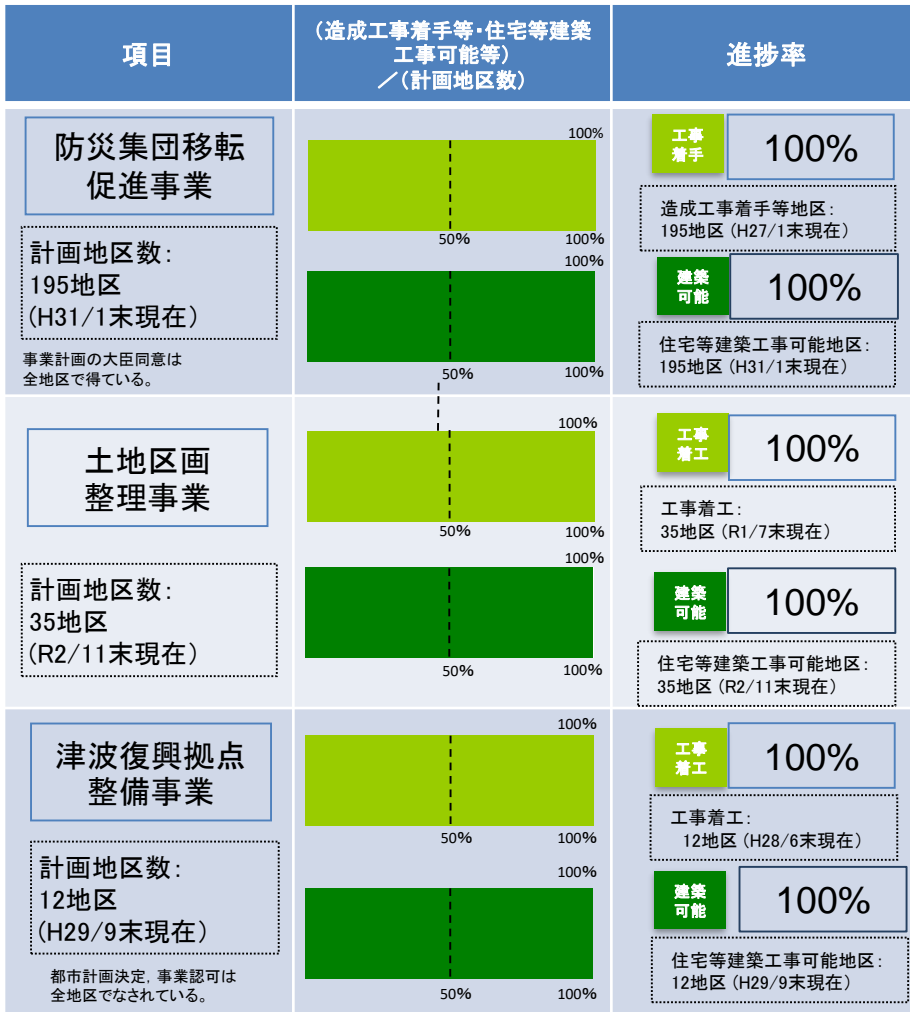 項目
(造成工事着手等・住宅等建築
工事可能等)
／(計画地区数)
進捗率
防災集団移転
促進事業
計画地区数：
195地区
(H31/1末現在)
事業計画の大臣同意は
全地区で得ている。
100%
50%
100%
100%
50%
100%
工事
着手
100%
造成工事着手等地区：
195地区 (H27/1末現在)
建築
可能
100%
住宅等建築工事可能地区：
195地区 (H31/1末現在)
土地区画
整理事業
計画地区数：
35地区
(R2/11末現在)
100%
50%
100%
100%
50%
100%
工事
着工
100%
工事着工：
35地区 (R1/7末現在)
建築
可能
100%
住宅等建築工事可能地区：
35地区 (R2/11末現在)
津波復興拠点
整備事業
計画地区数：
12地区
(H29/9末現在)
都市計画決定，事業認可は
全地区でなされている。
100%
50%
100%
100%
50%
100%
工事
着工
100%
工事着工：
12地区 (H28/6末現在)
建築
可能
100%
住宅等建築工事可能地区：
12地区 (H29/9末現在)